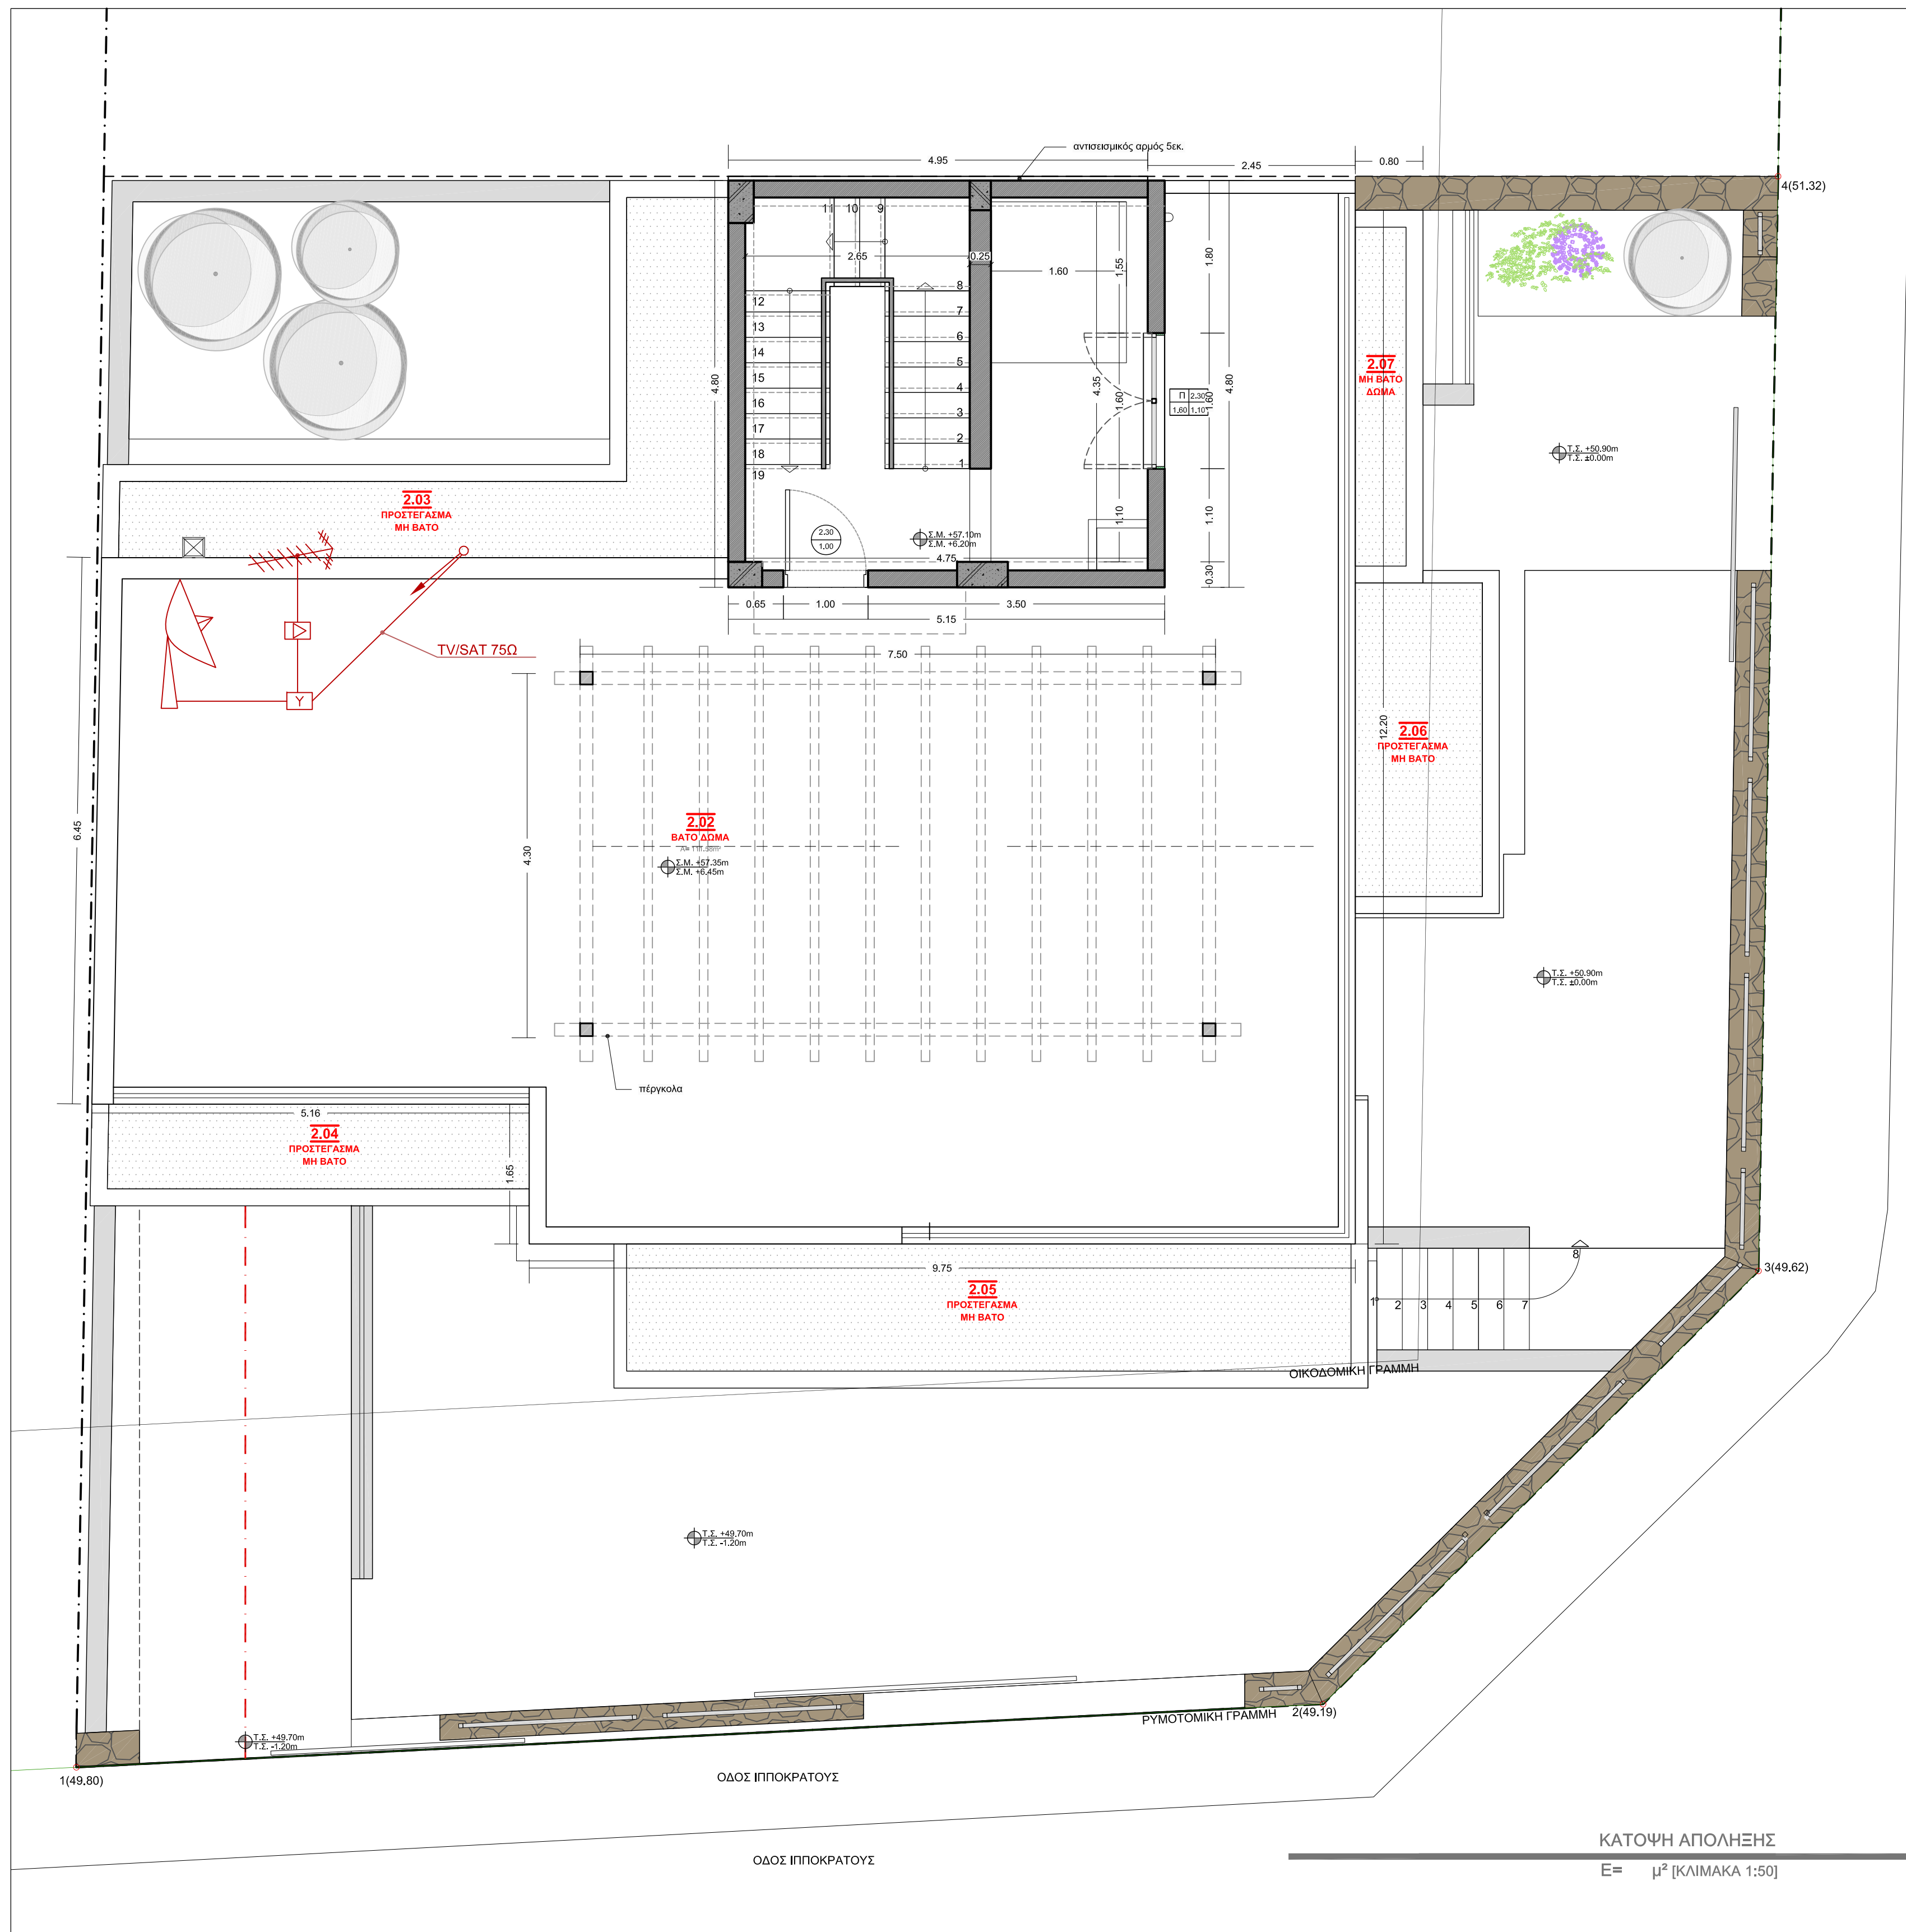 αντισεισμικός αρμός 5εκ.
4.95
2.45
0.80
4(51.32)
11
10
9
2.65
0.25
1.60
1.55
1.80
8
7
6
5
4
3
2
1
12
13
14
15
16
17
18
19
4.80
4.35
1.60
1.60
4.80
Π 2.30
1.60 1.10
2.07
ΜΗ ΒΑΤΟ
ΔΩΜΑ
Τ.Σ. +50.90m
Τ.Σ. ±0.00m
2.03
ΠΡΟΣΤΕΓΑΣΜΑ
ΜΗ ΒΑΤΟ
2.30
1.00
Σ.Μ. +57.10m
Σ.Μ. +6.20m
4.75
1.10
1.10
0.30
0.65
1.00
3.50
5.15
TV/SAT 75Ω
Y
7.50
12.20
2.06
ΠΡΟΣΤΕΓΑΣΜΑ
ΜΗ ΒΑΤΟ
6.45
4.30
2.02
ΒΑΤΟ ΔΩΜΑ
Σ.Μ. +57.35m
Σ.Μ. +6.45m
Τ.Σ. +50.90m
Τ.Σ. ±0.00m
πέργκολα
5.16
2.04
ΠΡΟΣΤΕΓΑΣΜΑ
ΜΗ ΒΑΤΟ
1.65
9.75
2.05
ΠΡΟΣΤΕΓΑΣΜΑ
ΜΗ ΒΑΤΟ
8
1
2
3
4
5
6
7
3(49.62)
ΟΙΚΟΔΟΜΙΚΗ ΓΡΑΜΜΗ
Τ.Σ. +49.70m
Τ.Σ. -1.20m
ΡΥΜΟΤΟΜΙΚΗ ΓΡΑΜΜΗ
2(49.19)
Τ.Σ. +49.70m
Τ.Σ. -1.20m
1(49.80)
ΟΔΟΣ ΙΠΠΟΚΡΑΤΟΥΣ
ΟΔΟΣ ΙΠΠΟΚΡΑΤΟΥΣ
ΚΑΤΟΨΗ ΑΠΟΛΗΞΗΣ
Ε= μ² [ΚΛΙΜΑΚΑ 1:50]